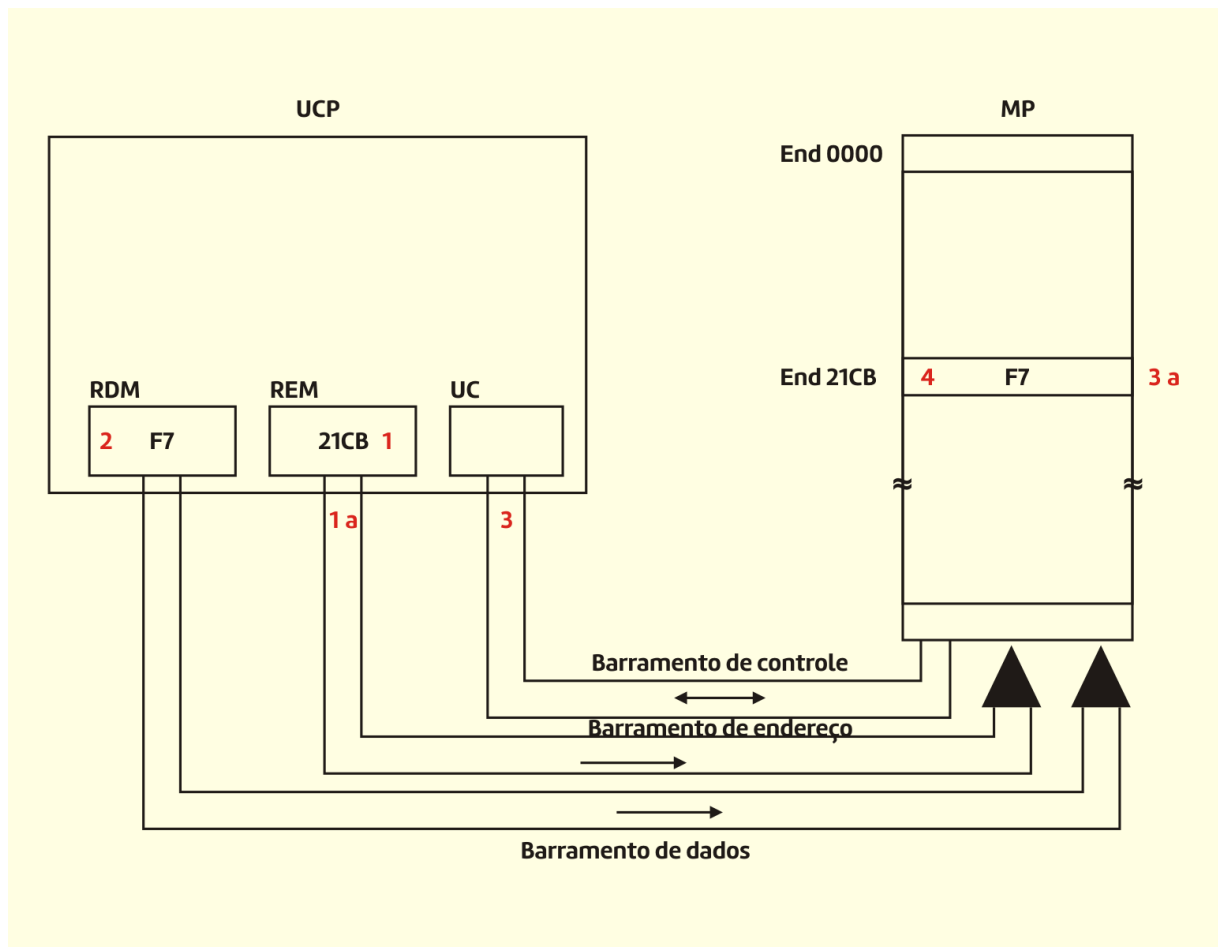 UCP
MP
End 0000
RDM
REM
UC
End 21CB
4 F7
3 a
2 F7
21CB 1
1 a
3
≈ ≈
Barramento de controle
Barramento de endereço
Barramento de dados